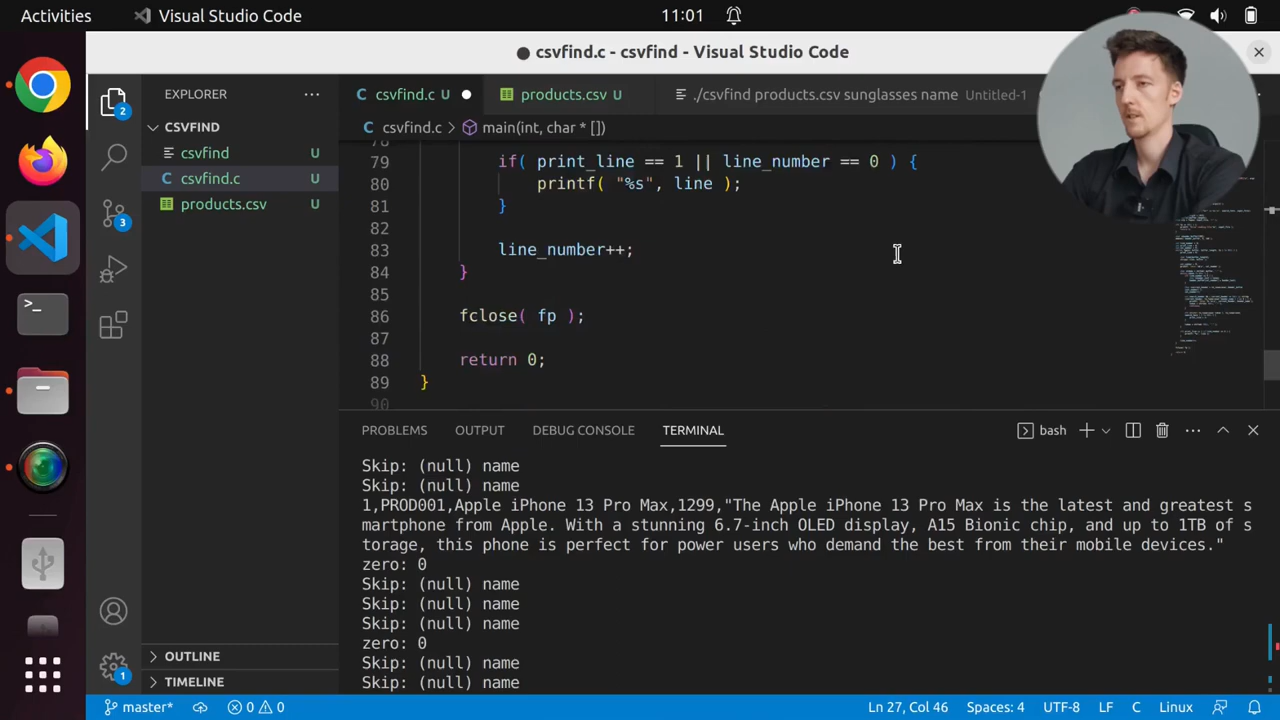 Activities
Visual Studio Code
11:01
csvfind.c - csvfind - Visual Studio Code
2
3
1
EXPLORER
CSVFIND
csvfind U
csvfind.c U
products.csv U
OUTLINE
TIMELINE
csvfind.c U
products.csv U
./csvfind products.csv sunglasses name Untitled-1
csvfind.c > main(int, char * [])
79 if( print_line == 1 || line_number == 0 ) {
80 printf( "%s", line );
81 }
82
83 line_number++;
84 }
85
86 fclose( fp );
87
88 return 0;
89 }
90
PROBLEMS OUTPUT DEBUG CONSOLE TERMINAL
bash
Skip: (null) name
Skip: (null) name
1,PROD001,Apple iPhone 13 Pro Max,1299,"The Apple iPhone 13 Pro Max is the latest and greatest s
martphone from Apple. With a stunning 6.7-inch OLED display, A15 Bionic chip, and up to 1TB of s
torage, this phone is perfect for power users who demand the best from their mobile devices."
zero: 0
Skip: (null) name
Skip: (null) name
Skip: (null) name
zero: 0
Skip: (null) name
Skip: (null) name
master* 0 0 Ln 27, Col 46 Spaces: 4 UTF-8 LF C Linux